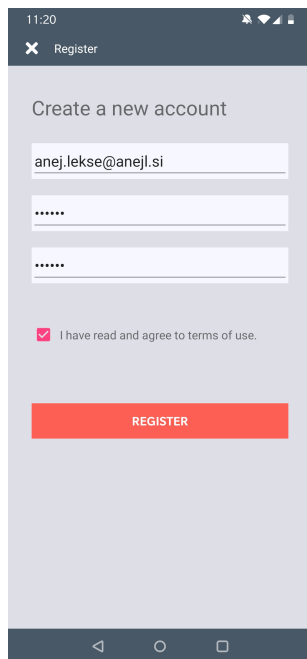 11:20
Register
Create a new account
anej.lekse@anejl.si
••••••
••••••
I have read and agree to terms of use.
REGISTER